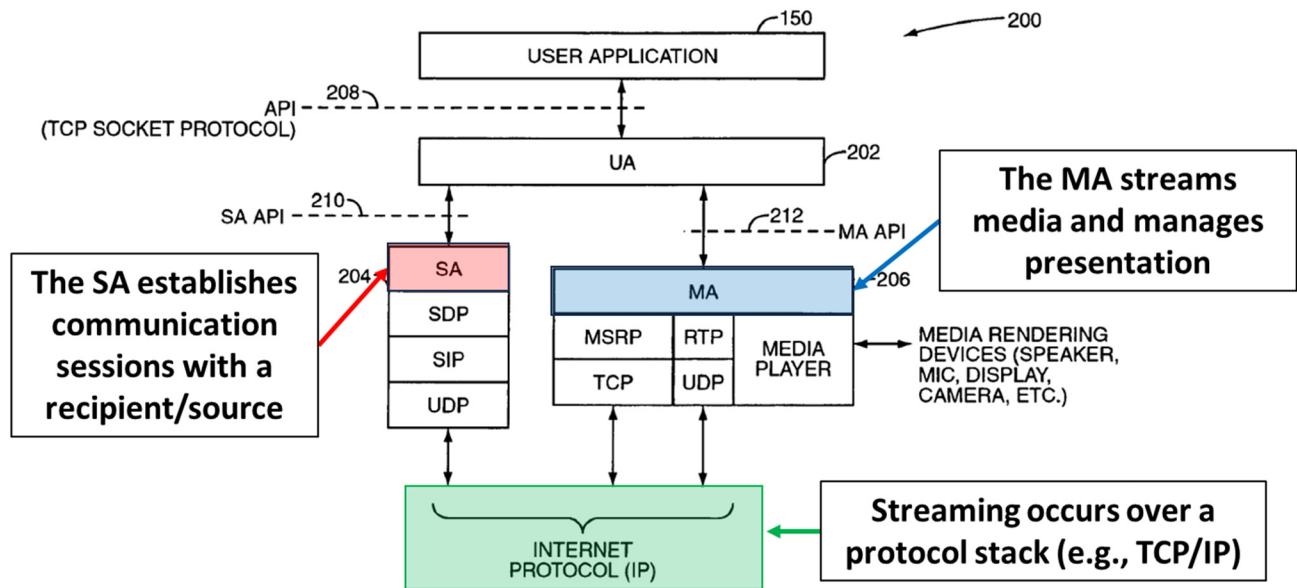 150
200
USER APPLICATION
208
API
(TCP SOCKET PROTOCOL)
UA
202
210
SA API
212
MA API
The MA streams
media and manages
presentation
The SA establishes
communication
sessions with a
recipient/source
204
SA
SDP
SIP
UDP
206
MA
MSRP
RTP
TCP
UDP
MEDIA
PLAYER
MEDIA RENDERING
DEVICES (SPEAKER,
MIC, DISPLAY,
CAMERA, ETC.)
INTERNET
PROTOCOL (IP)
Streaming occurs over a
protocol stack (e.g., TCP/IP)